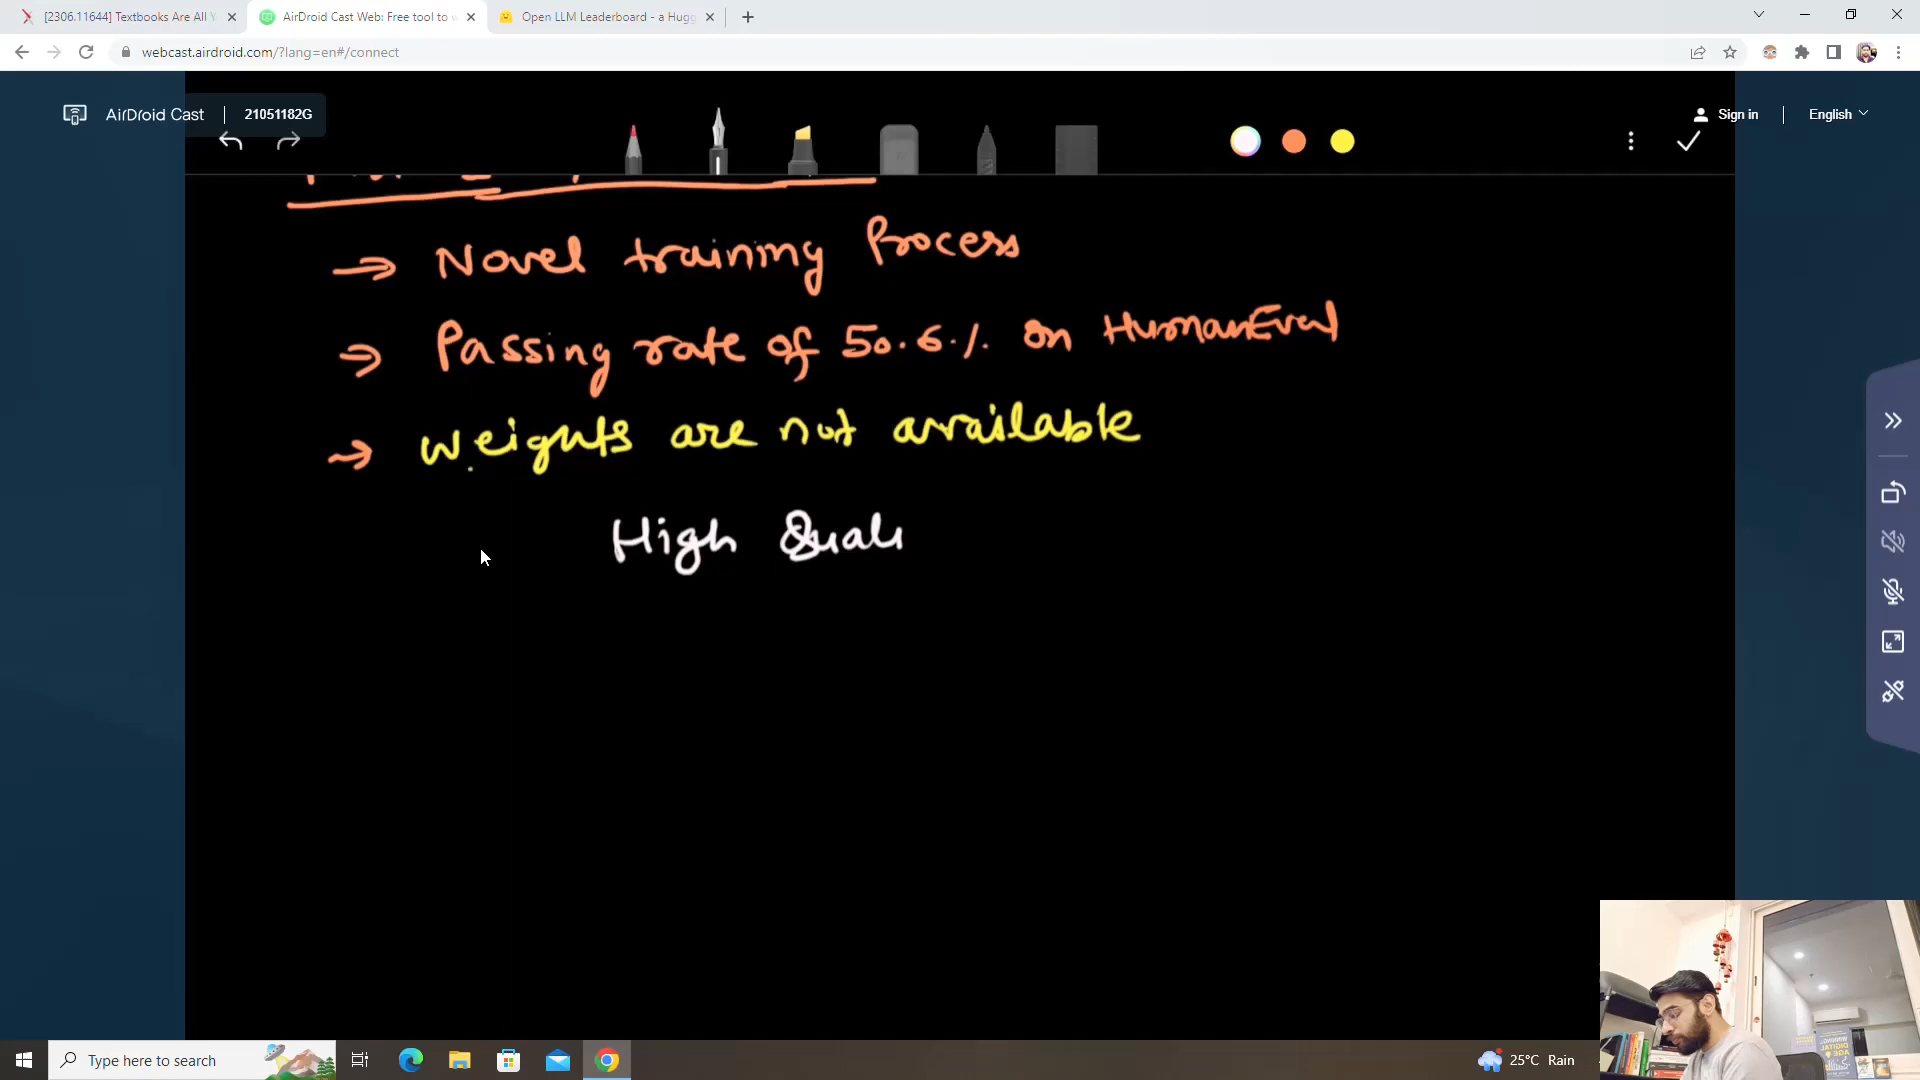 [2306.11644] Textbooks Are All Y
AirDroid Cast Web: Free tool to w
Open LLM Leaderboard - a Hugg
webcast.airdroid.com/?lang=en#/connect
AirDroid Cast | 21051182G
Sign in | English
→ Novel training Process
→ Passing rate of 50.6% on HumanEval
→ weights are not available
High Quali
Type here to search
25°C Rain